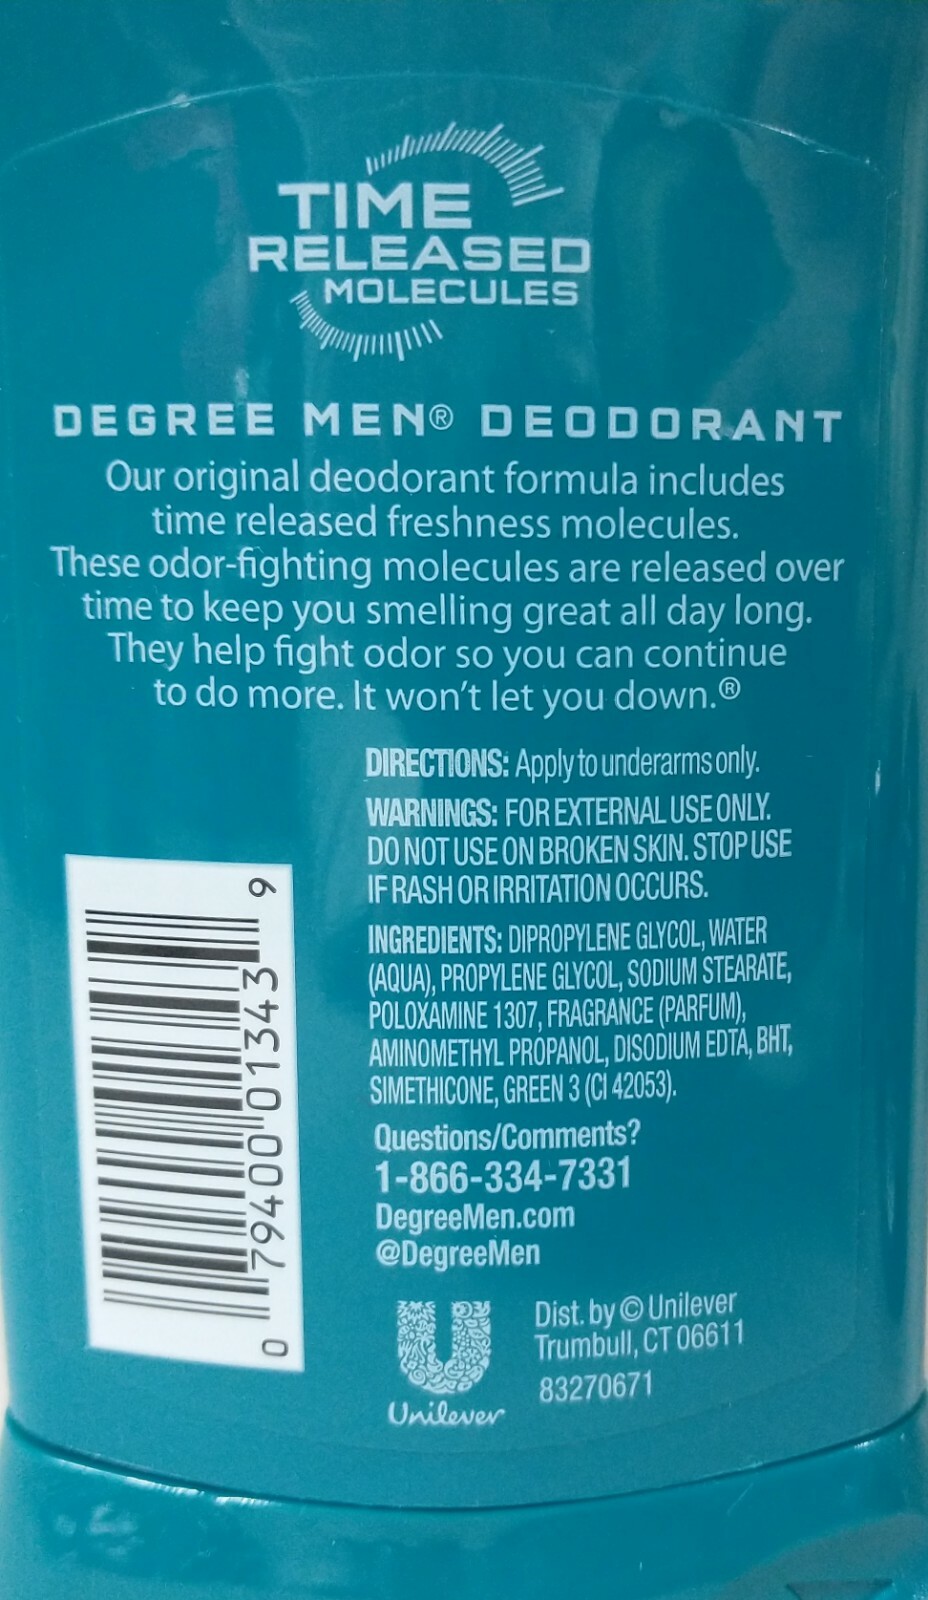 TIME
RELEASED
MOLECULES
DEGREE MEN® DEODORANT
Our original deodorant formula includes
time released freshness molecules.
These odor-fighting molecules are released over
time to keep you smelling great all day long.
They help fight odor so you can continue
to do more. It won't let you down.®
DIRECTIONS: Apply to underarms only.
WARNINGS: FOR EXTERNAL USE ONLY.
DO NOT USE ON BROKEN SKIN. STOP USE
IF RASH OR IRRITATION OCCURS.
INGREDIENTS: DIPROPYLENE GLYCOL, WATER
(AQUA), PROPYLENE GLYCOL, SODIUM STEARATE,
POLOXAMINE 1307, FRAGRANCE (PARFUM),
AMINOMETHYL PROPANOL, DISODIUM EDTA, BHT,
SIMETHICONE, GREEN 3 (CI 42053).
Questions/Comments?
1-866-334-7331
DegreeMen.com
@DegreeMen
Dist. by © Unilever
Trumbull, CT 06611
83270671
Unilever
0 79400 01343 9